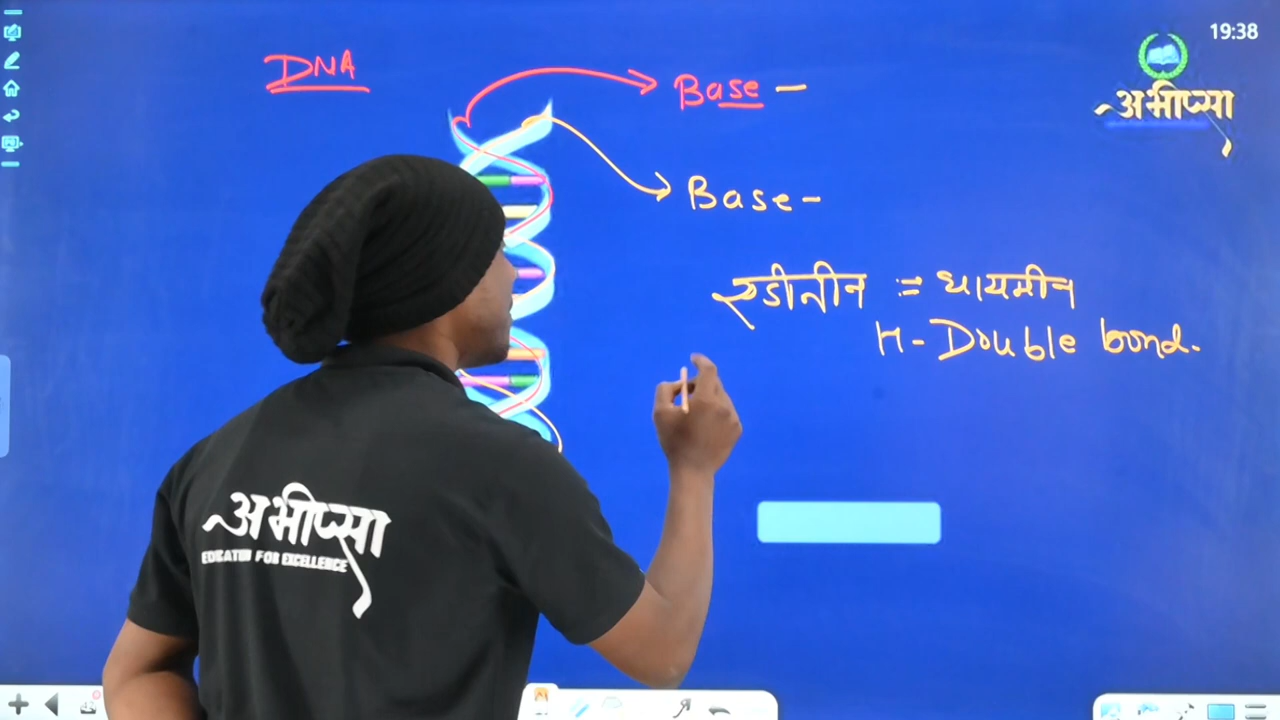 19:38
अभीप्सा
DNA
Base -
Base -
एडीनीन = थायमीन
H - Double bond.
अभीप्सा
EDUCATION FOR EXCELLENCE